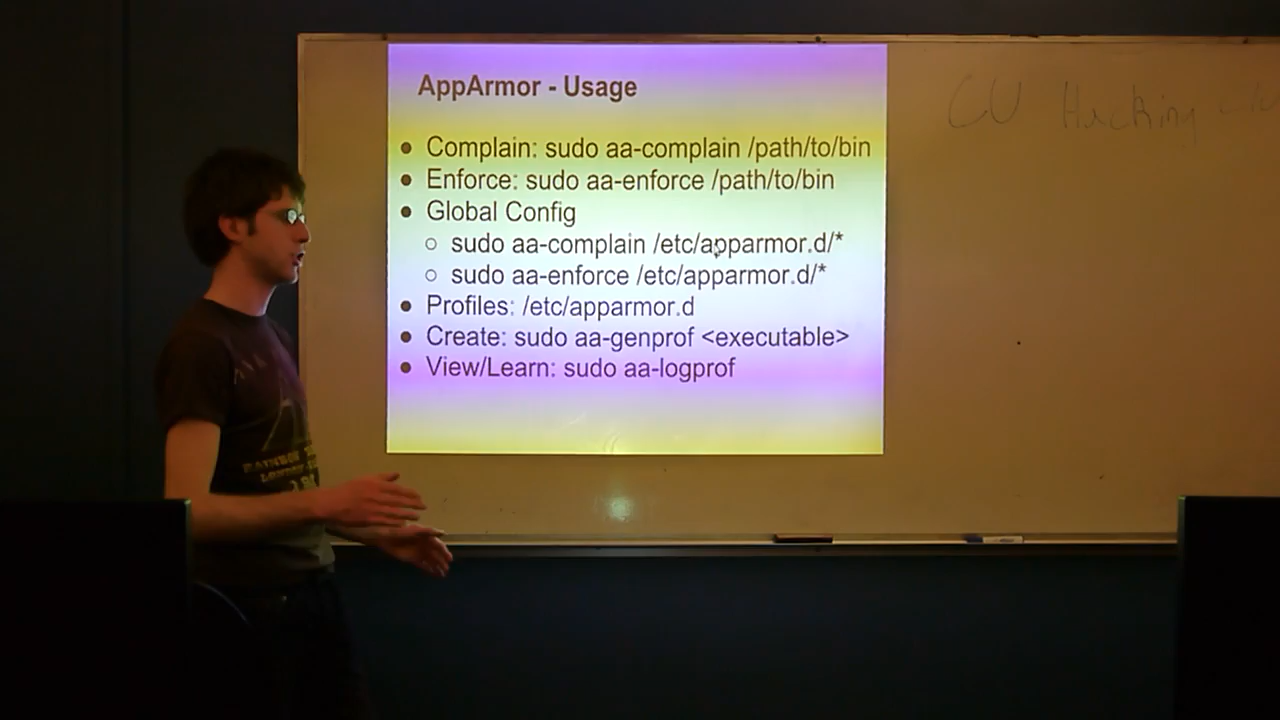 AppArmor - Usage
● Complain: sudo aa-complain /path/to/bin
● Enforce: sudo aa-enforce /path/to/bin
● Global Config
○ sudo aa-complain /etc/apparmor.d/*
○ sudo aa-enforce /etc/apparmor.d/*
● Profiles: /etc/apparmor.d
● Create: sudo aa-genprof <executable>
● View/Learn: sudo aa-logprof
CU Hacking